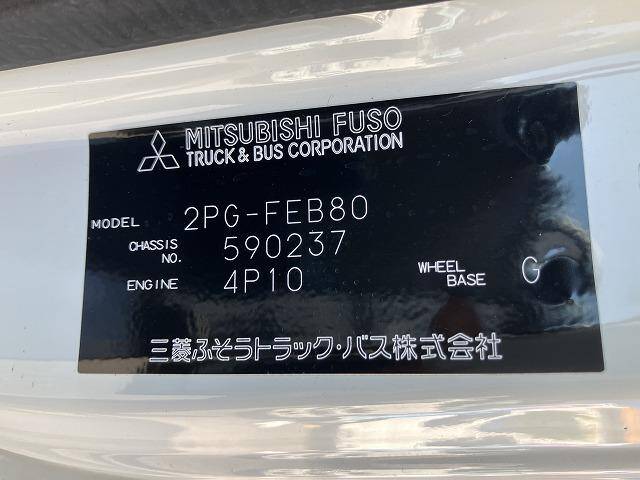 MITSUBISHI FUSO
TRUCK & BUS CORPORATION
MODEL 2PG-FEB80
CHASSIS NO. 590237
ENGINE 4P10 WHEEL BASE G
三菱ふそうトラック・バス株式会社